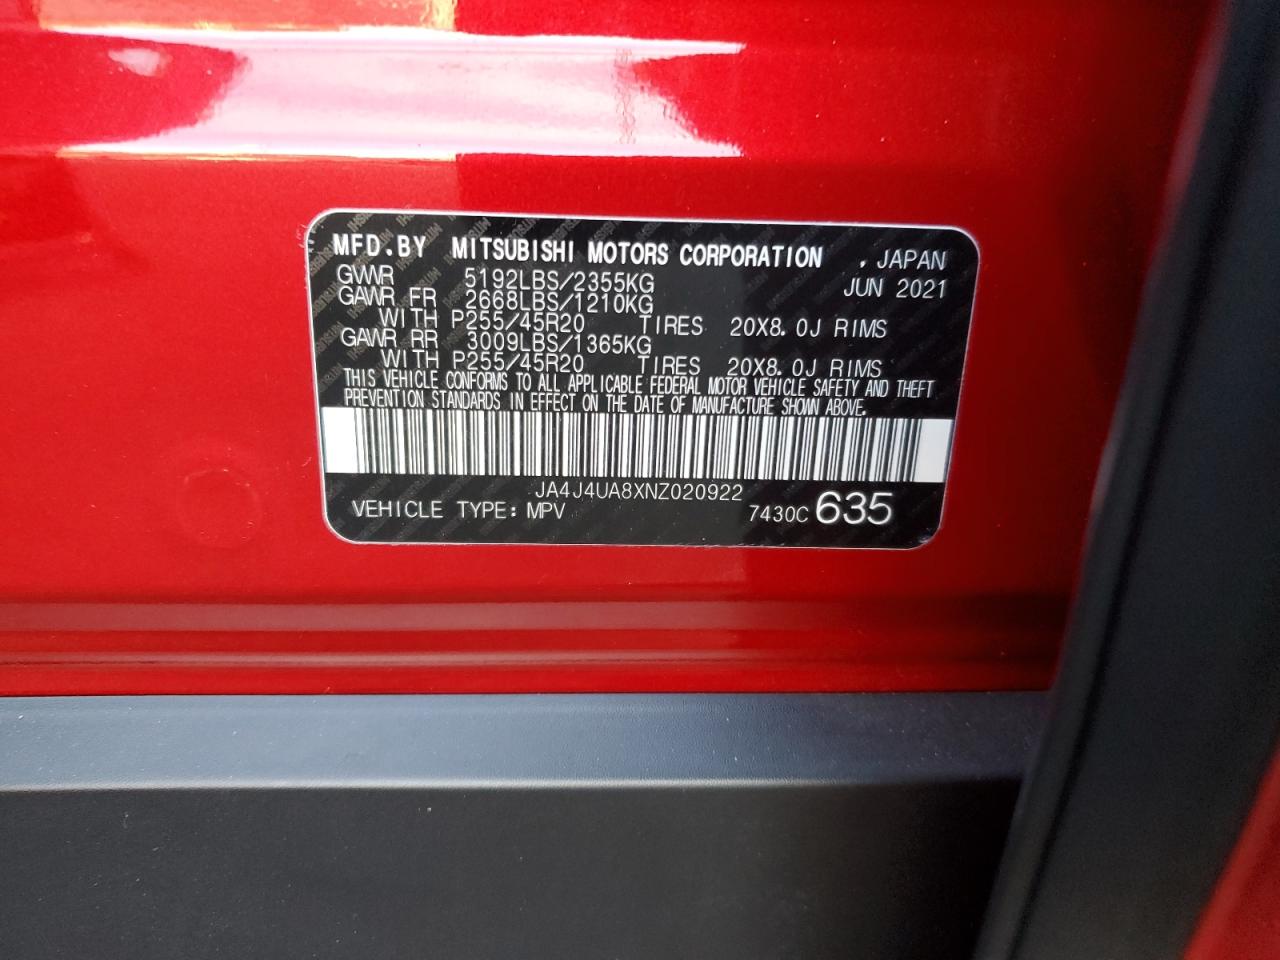 MFD.BY MITSUBISHI MOTORS CORPORATION , JAPAN
GVWR 5192LBS/2355KG JUN 2021
GAWR FR 2668LBS/1210KG
WITH P255/45R20 TIRES 20X8.0J RIMS
GAWR RR 3009LBS/1365KG
WITH P255/45R20 TIRES 20X8.0J RIMS
THIS VEHICLE CONFORMS TO ALL APPLICABLE FEDERAL MOTOR VEHICLE SAFETY AND THEFT
PREVENTION STANDARDS IN EFFECT ON THE DATE OF MANUFACTURE SHOWN ABOVE.
JA4J4UA8XNZ020922
VEHICLE TYPE: MPV 7430C 635